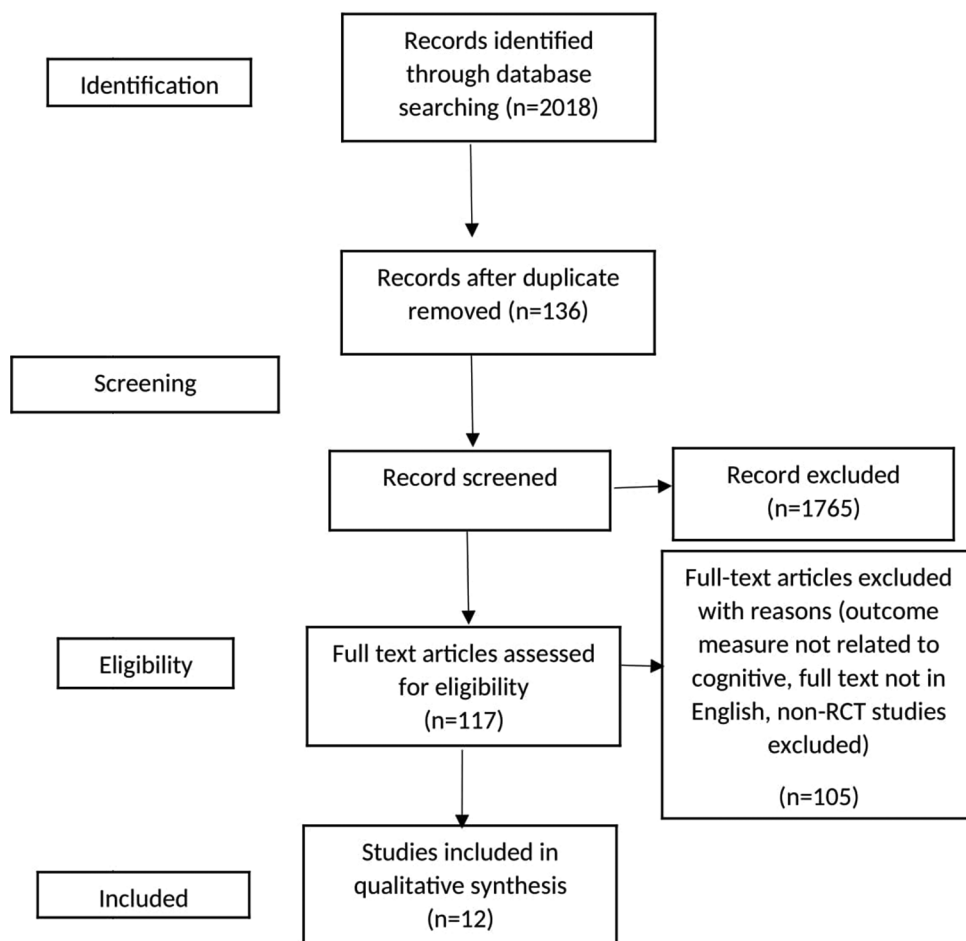 Identification
Records identified
through database
searching (n=2018)
Records after duplicate
removed (n=136)
Screening
Record screened
Record excluded
(n=1765)
Eligibility
Full text articles assessed
for eligibility
(n=117)
Full-text articles excluded
with reasons (outcome
measure not related to
cognitive, full text not in
English, non-RCT studies
excluded)
(n=105)
Included
Studies included in
qualitative synthesis
(n=12)